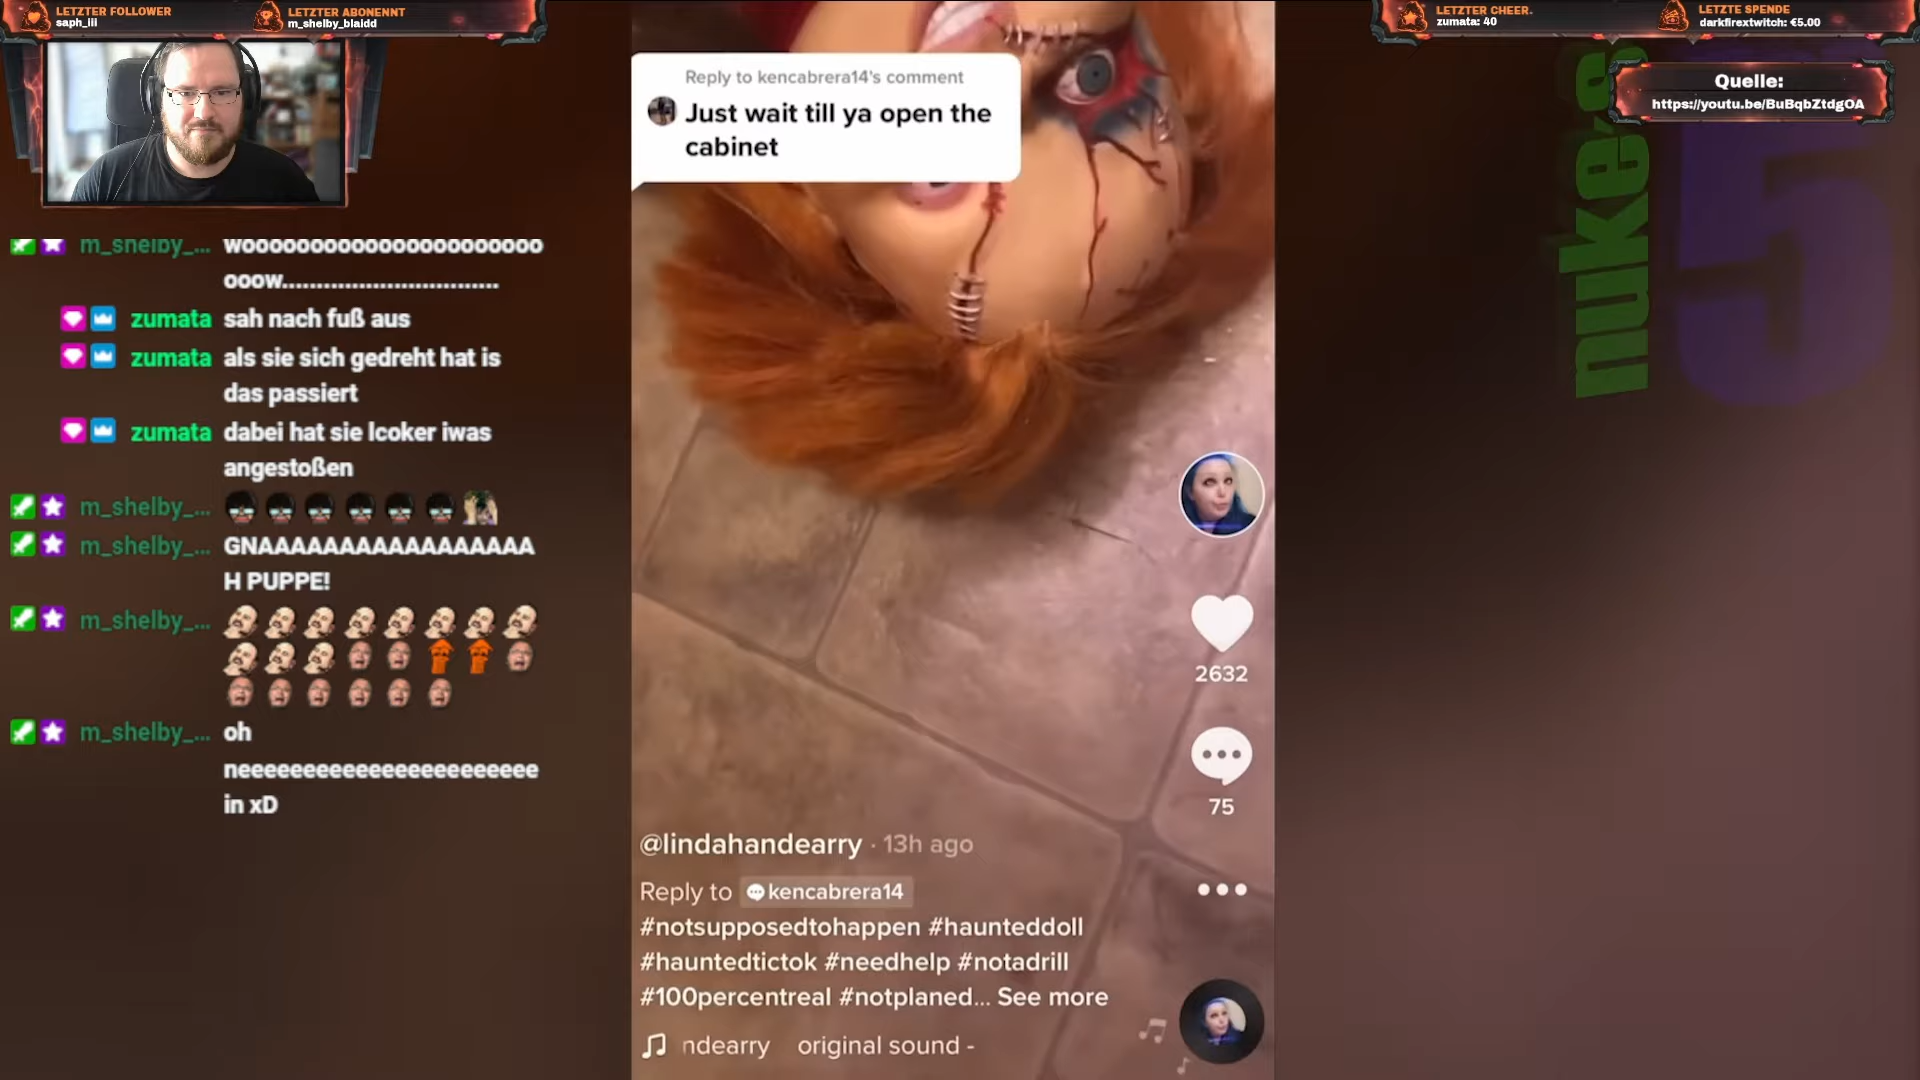 LETZTER FOLLOWER
saph_iii
LETZTER ABONENNT
m_shelby_blaidd
LETZTER CHEER.
zumata: 40
LETZTE SPENDE
darkfirextwitch: €5.00
Quelle:
https://youtu.be/BuBqbZtdgOA
nuke's
5
Reply to kencabrera14's comment
Just wait till ya open the
cabinet
m_shelby_... woooooooooooooooooooooo
ooow................................
zumata sah nach fuß aus
zumata als sie sich gedreht hat is
das passiert
zumata dabei hat sie lcoker iwas
angestoßen
m_shelby_...
m_shelby_... GNAAAAAAAAAAAAAAAAA
H PUPPE!
m_shelby_...
m_shelby_... oh
neeeeeeeeeeeeeeeeeeeeeee
in xD
2632
75
@lindahandearry · 13h ago
Reply to kencabrera14
#notsupposedtohappen #haunteddoll
#hauntedtictok #needhelp #notadrill
#100percentreal #notplaned... See more
ndearry original sound -